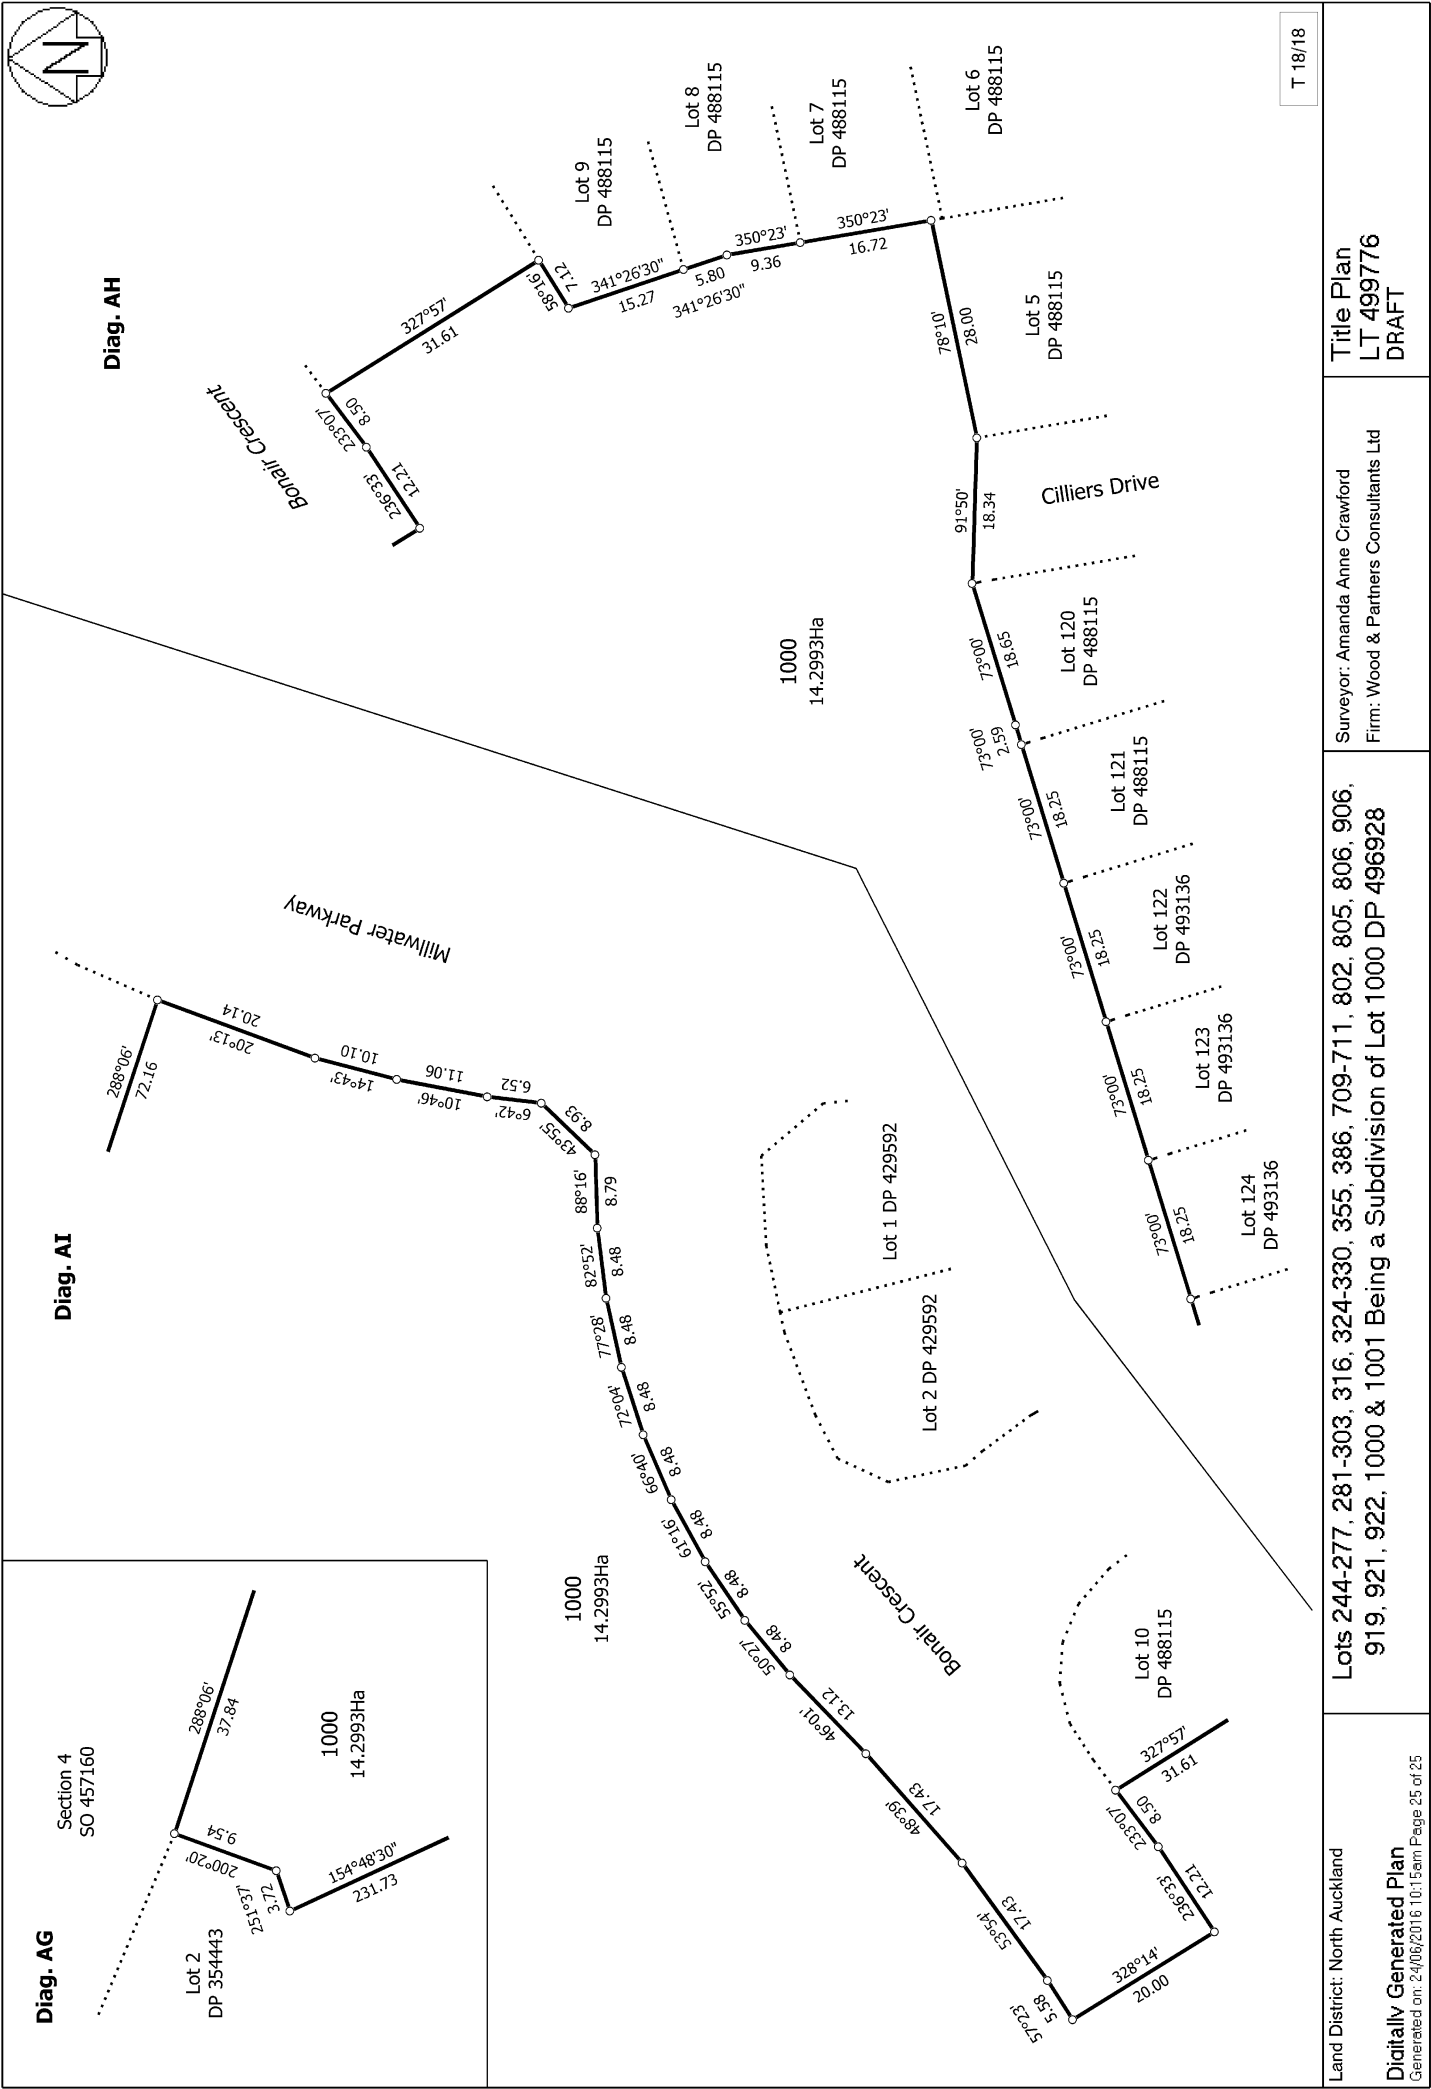 N
Diag. AG
Section 4
SO 457160
288°06'
37.84
9.54
200°20'
251°37'
3.72
154°48'30"
231.73
Lot 2
DP 354443
1000
14.2993Ha
Diag. AI
288°06'
72.16
20.14
20°13'
10.10
14°43'
11.06
10°46'
6.52
6°42'
8.93
43°55'
88°16'
8.79
82°52'
8.48
77°28'
8.48
72°04'
8.48
66°40'
8.48
61°16'
8.48
55°52'
8.48
50°27'
8.48
46°01'
13.12
48°39'
17.43
53°54'
17.43
57°23'
5.58
328°14'
20.00
236°33'
12.21
233°07'
8.50
327°57'
31.61
Millwater Parkway
1000
14.2993Ha
Bonair Crescent
Lot 1 DP 429592
Lot 2 DP 429592
Lot 10
DP 488115
Diag. AH
Bonair Crescent
236°33'
12.21
233°07'
8.50
327°57'
31.61
58°16'
7.12
341°26'30"
15.27
5.80
341°26'30"
350°23'
9.36
350°23'
16.72
78°10'
28.00
91°50'
18.34
73°00'
18.65
73°00'
2.59
73°00'
18.25
73°00'
18.25
73°00'
18.25
73°00'
18.25
Lot 9
DP 488115
Lot 8
DP 488115
Lot 7
DP 488115
Lot 6
DP 488115
Lot 5
DP 488115
Cilliers Drive
1000
14.2993Ha
Lot 120
DP 488115
Lot 121
DP 488115
Lot 122
DP 493136
Lot 123
DP 493136
Lot 124
DP 493136
T 18/18
Land District: North Auckland
Digitally Generated Plan
Generated on: 24/06/2016 10:15am Page 25 of 25
Lots 244-277, 281-303, 316, 324-330, 355, 386, 709-711, 802, 805, 806, 906,
919, 921, 922, 1000 & 1001 Being a Subdivision of Lot 1000 DP 496928
Surveyor: Amanda Anne Crawford
Firm: Wood & Partners Consultants Ltd
Title Plan
LT 499776
DRAFT